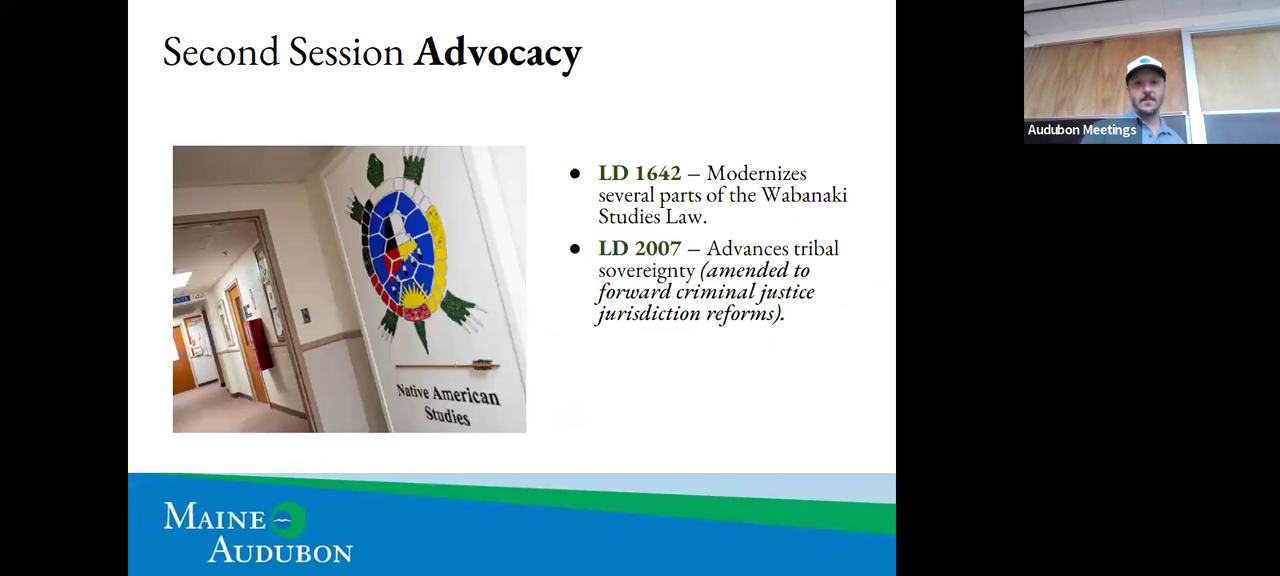 Second Session Advocacy
● LD 1642 – Modernizes
several parts of the Wabanaki
Studies Law.
● LD 2007 – Advances tribal
sovereignty (amended to
forward criminal justice
jurisdiction reforms).
Native American
Studies
MAINE
AUDUBON
Audubon Meetings